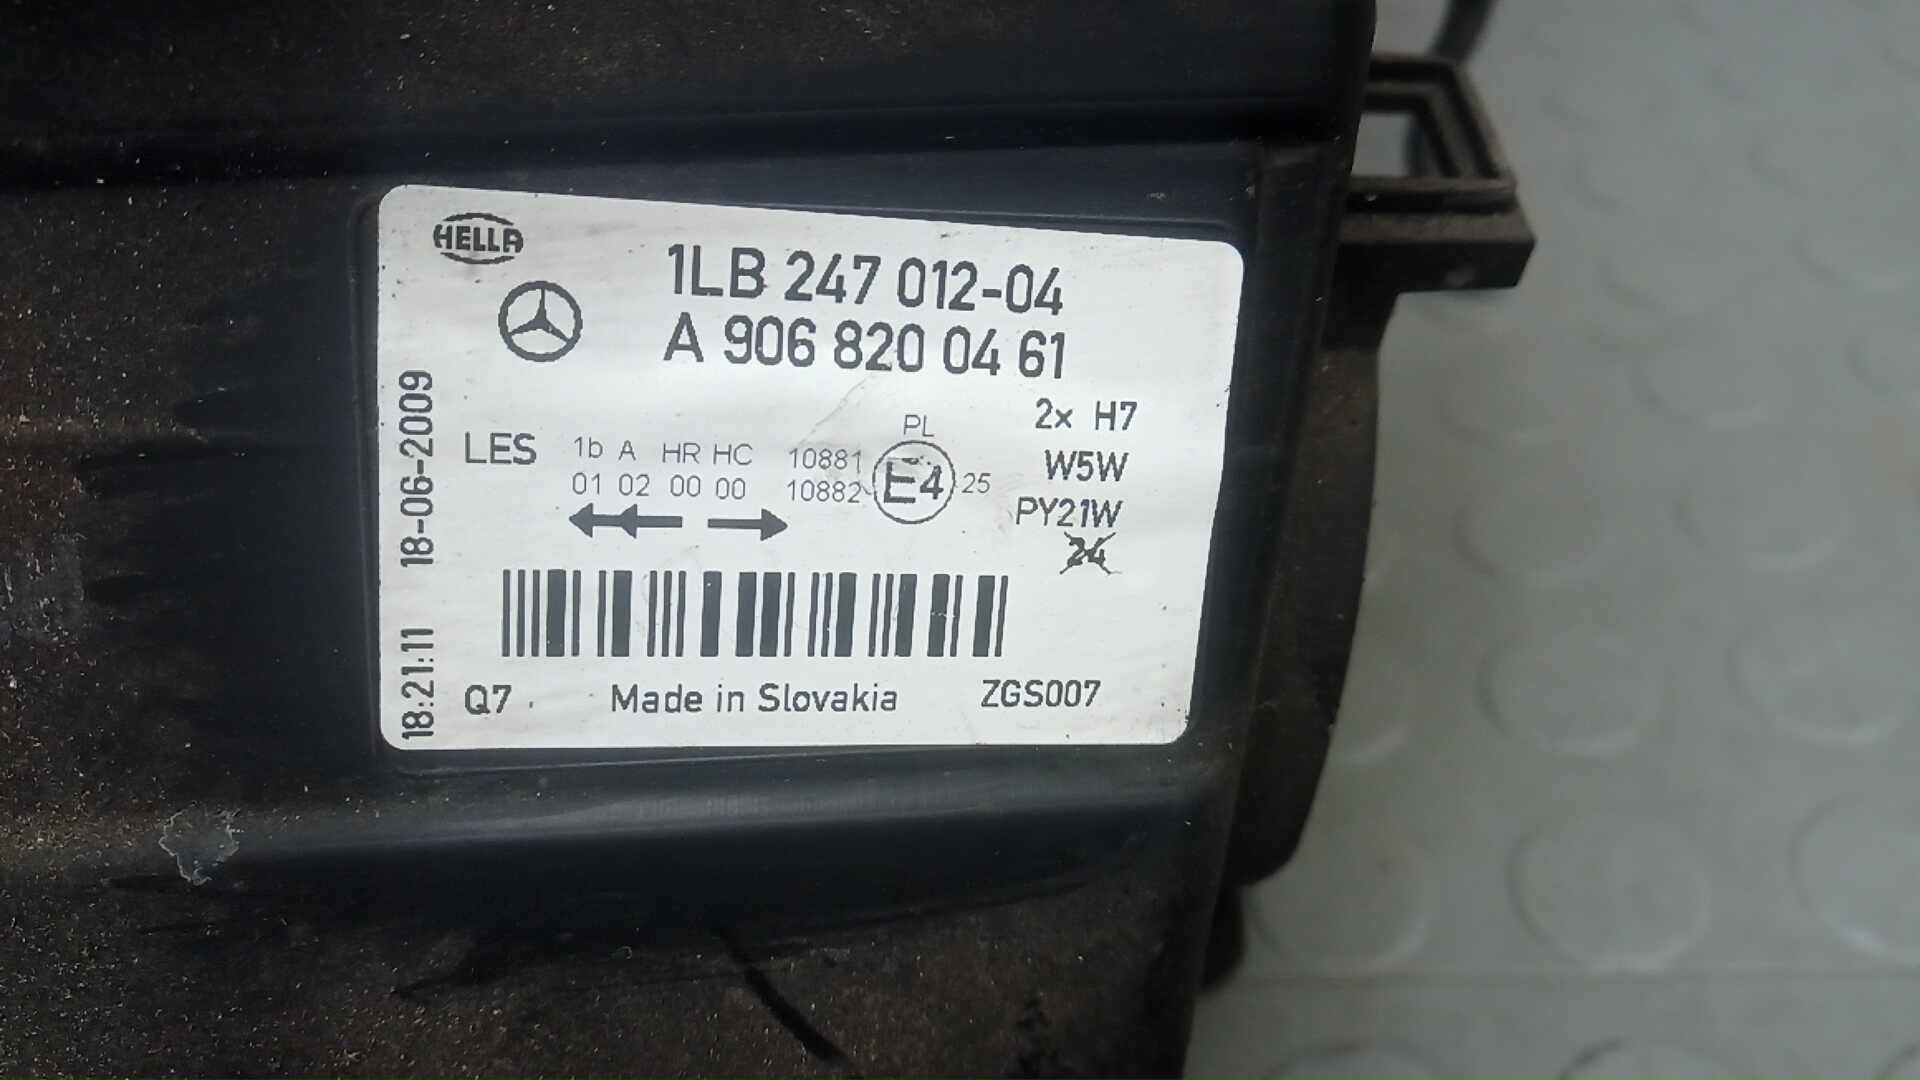 HELLA
1LB 247 012-04
A 906 820 04 61
18:21:11 18-06-2009
LES
1b A HR HC
01 02 00 00
10881
10882
PL
E4
25
2x H7
W5W
PY21W
24
Q7
Made in Slovakia
ZGS007